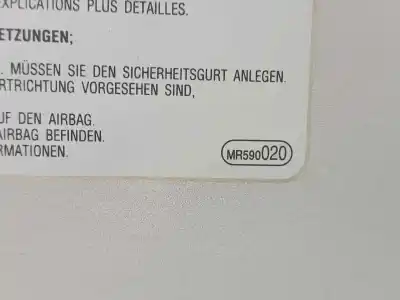 EXPLICATIONS PLUS DETAILLES.
ETZUNGEN;
. MÜSSEN SIE DEN SICHERHEITSGURT ANLEGEN.
RTRICHTUNG VORGESEHEN SIND,
UF DEN AIRBAG.
AIRBAG BEFINDEN.
RMATIONEN.
MR590020